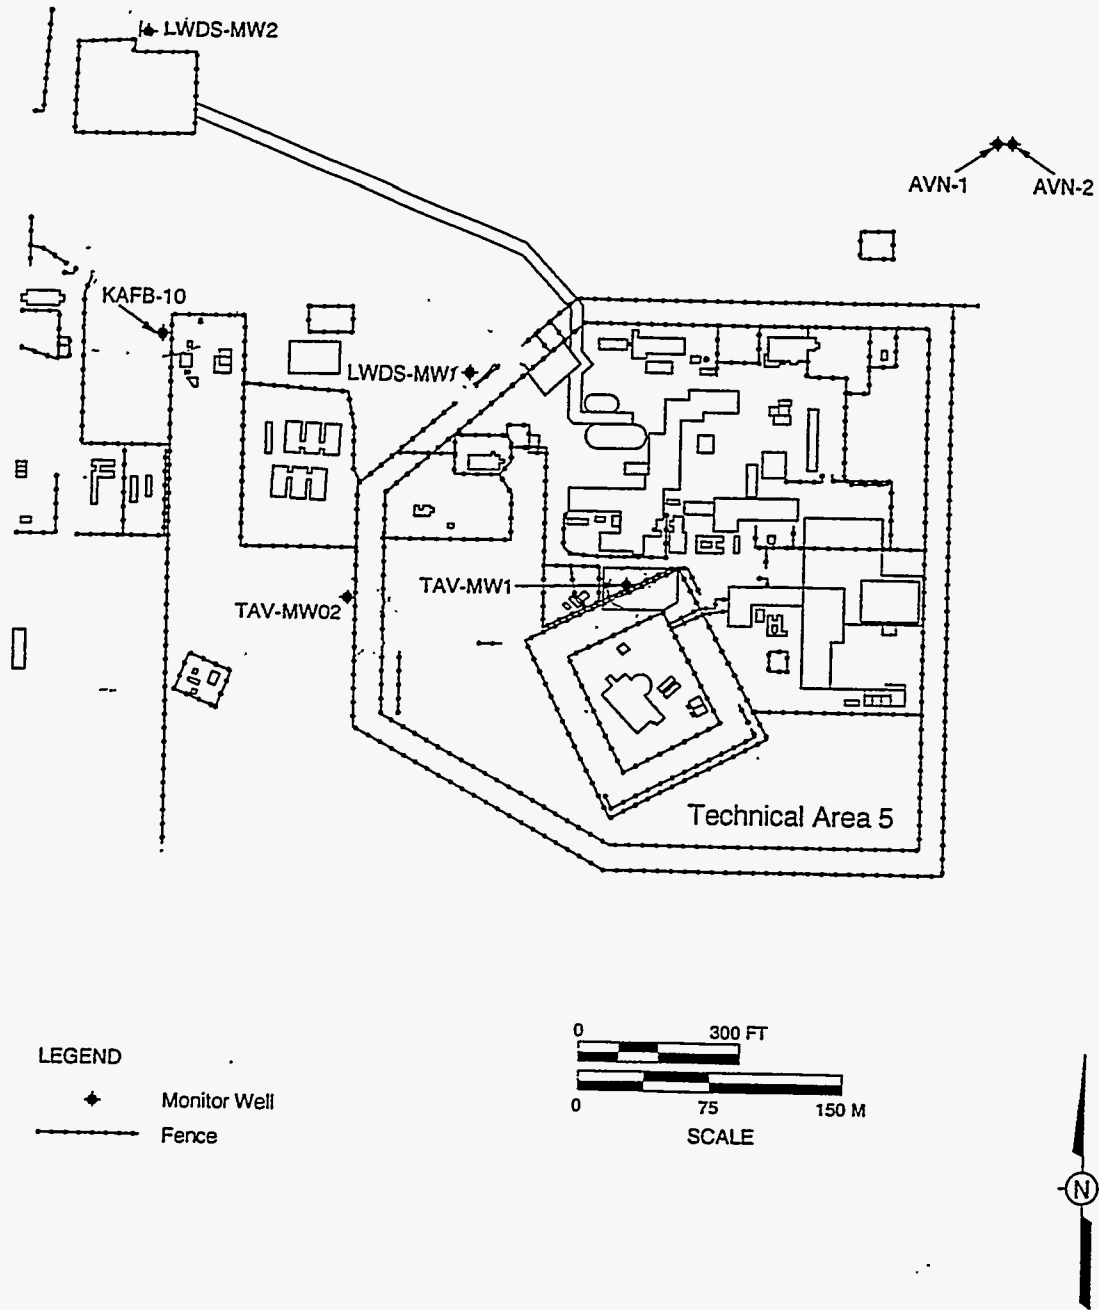 LWDS-MW2
AVN-1
AVN-2
KAFB-10
LWDS-MW1
TAV-MW1
TAV-MW02
Technical Area 5
LEGEND
Monitor Well
Fence
0 300 FT
0 75 150 M
SCALE
N